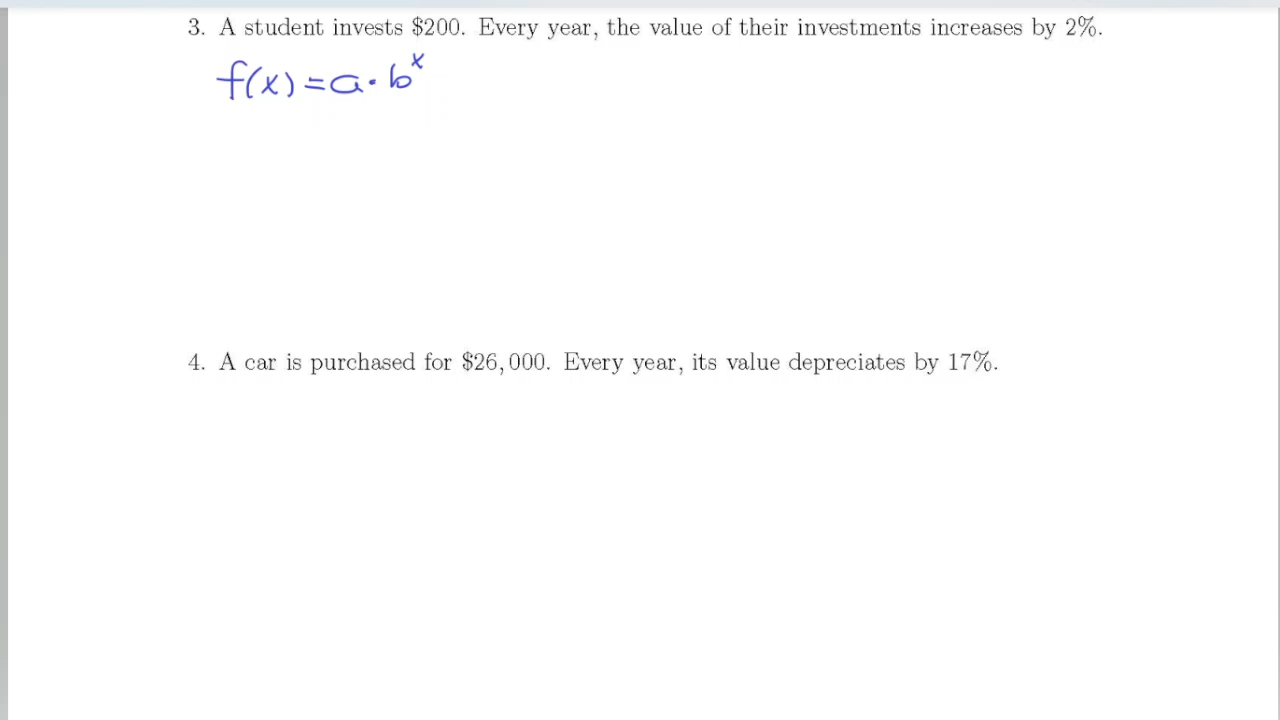 3. A student invests $200. Every year, the value of their investments increases by 2%.
f(x) = a · b^x
4. A car is purchased for $26,000. Every year, its value depreciates by 17%.